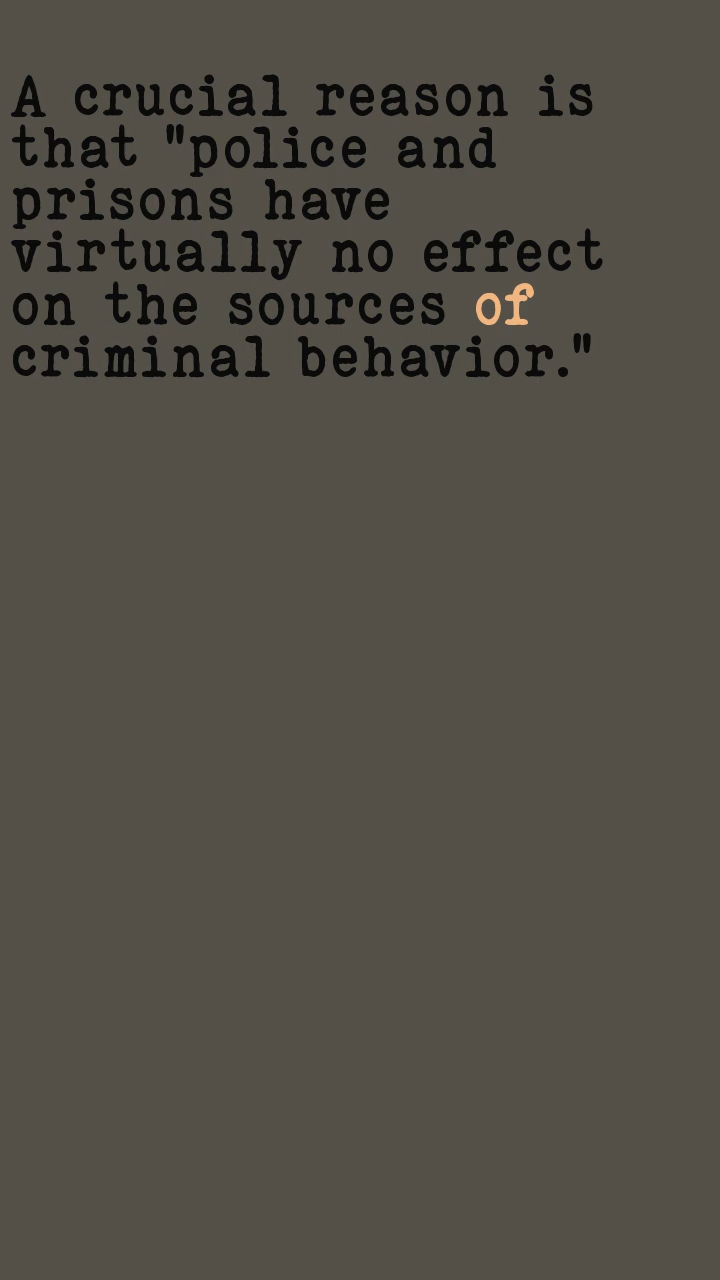 A crucial reason is
that "police and
prisons have
virtually no effect
on the sources of
criminal behavior."